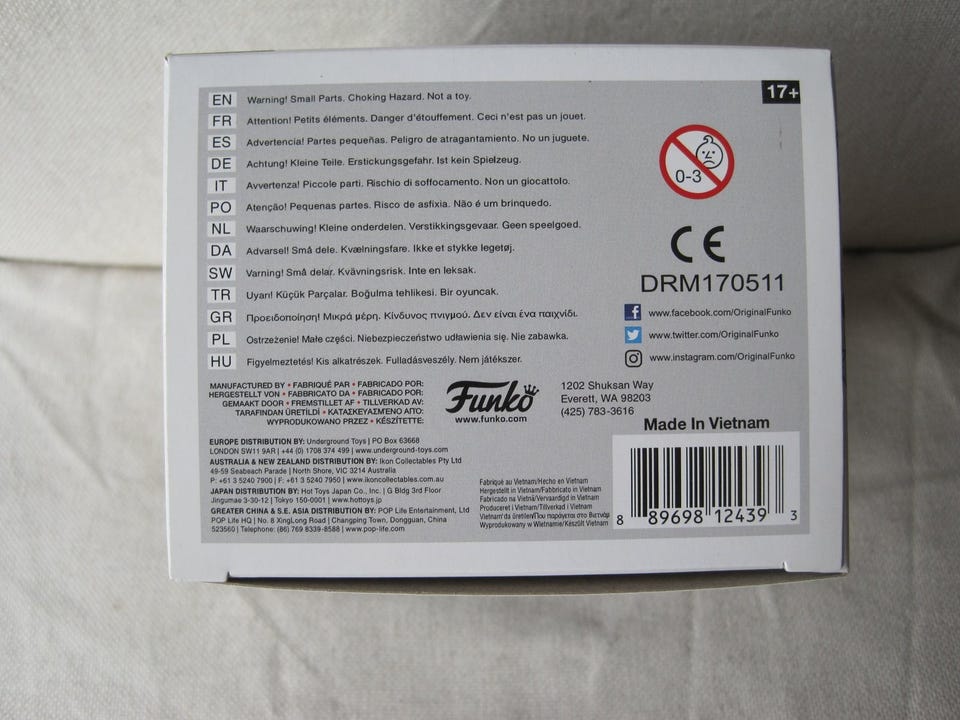 17+
EN Warning! Small Parts. Choking Hazard. Not a toy.
FR Attention! Petits éléments. Danger d'étouffement. Ceci n'est pas un jouet.
ES Advertencia! Partes pequeñas. Peligro de atragantamiento. No un juguete.
DE Achtung! Kleine Teile. Erstickungsgefahr. Ist kein Spielzeug.
IT Avvertenza! Piccole parti. Rischio di soffocamento. Non un giocattolo.
PO Atenção! Pequenas partes. Risco de asfixia. Não é um brinquedo.
NL Waarschuwing! Kleine onderdelen. Verstikkingsgevaar. Geen speelgoed.
DA Advarsel! Små dele. Kvælningsfare. Ikke et stykke legetøj.
SW Varning! Små delar. Kvävningsrisk. Inte en leksak.
TR Uyarı! Küçük Parçalar. Boğulma tehlikesi. Bir oyuncak.
GR Προειδοποίηση! Μικρά μέρη. Κίνδυνος πνιγμού. Δεν είναι ένα παιχνίδι.
PL Ostrzeżenie! Małe części. Niebezpieczeństwo udławienia się. Nie zabawka.
HU Figyelmeztetés! Kis alkatrészek. Fulladásveszély. Nem játékszer.
0-3
CE
DRM170511
www.facebook.com/OriginalFunko
www.twitter.com/OriginalFunko
www.instagram.com/OriginalFunko
MANUFACTURED BY • FABRIQUÉ PAR • FABRICADO POR:
HERGESTELLT VON • FABBRICATO DA • FABRICADO POR:
GEMAAKT DOOR • FREMSTILLET AF • TILLVERKAD AV:
TARAFINDAN ÜRETİLDİ • ΚΑΤΑΣΚΕΥΑΣΜΕΝΟ ΑΠΟ:
WYPRODUKOWANO PRZEZ • KÉSZÍTETTE:
Funko
www.funko.com
1202 Shuksan Way
Everett, WA 98203
(425) 783-3616
EUROPE DISTRIBUTION BY: Underground Toys | PO BOX 63668
LONDON SW11 9AR | +44 (0) 1708 374 499 | www.underground-toys.com
AUSTRALIA & NEW ZEALAND DISTRIBUTION BY: Ikon Collectables Pty Ltd
49-59 Seabeach Parade | North Shore, VIC 3214 Australia
P: +61 3 5240 7900 | F: +61 3 5240 7950 | www.ikoncollectables.com.au
JAPAN DISTRIBUTION BY: Hot Toys Japan Co., Inc. | G Bldg 3rd Floor
Jingumae 3-30-12 | Tokyo 150-0001 | www.hottoys.jp
GREATER CHINA & S.E. ASIA DISTRIBUTION BY: POP Life Entertainment, Ltd
POP Life HQ | No. 8 XingLong Road | Changping Town, Dongguan, China
523560 | Telephone: (86) 769 8339-8588 | www.pop-life.com
Made In Vietnam
Fabriqué au Vietnam/Hecho en Vietnam
Hergestellt in Vietnam/Fabbricato in Vietnam
Fabricado na Vietnã/Vervaardigd in Vietnam
Produceret i Vietnam/Tillverkad i Vietnam
Vietnam'da üretilen/Που παράγεται στο Βιετνάμ
Wyprodukowany w Wietnamie/Készült Vietnam
8 89698 12439 3